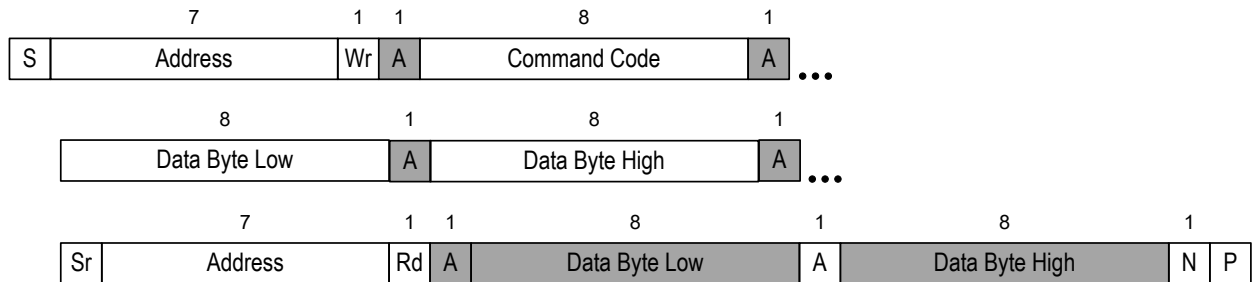 7 1 1 8 1
S Address Wr A Command Code A •••
8 1 8 1
Data Byte Low A Data Byte High A •••
7 1 1 8 1 8 1
Sr Address Rd A Data Byte Low A Data Byte High N P